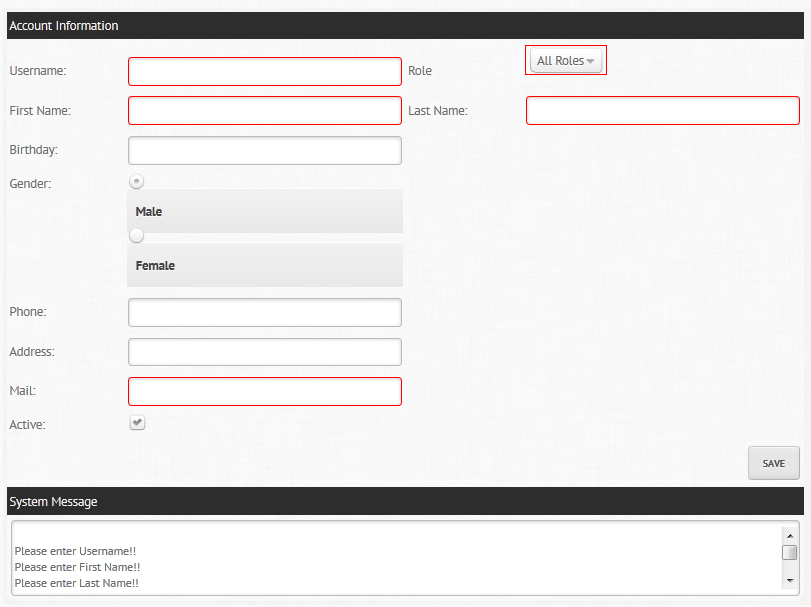 Account Information
Username:
Role
All Roles
First Name:
Last Name:
Birthday:
Gender:
Male
Female
Phone:
Address:
Mail:
Active:
SAVE
System Message
Please enter Username!!
Please enter First Name!!
Please enter Last Name!!